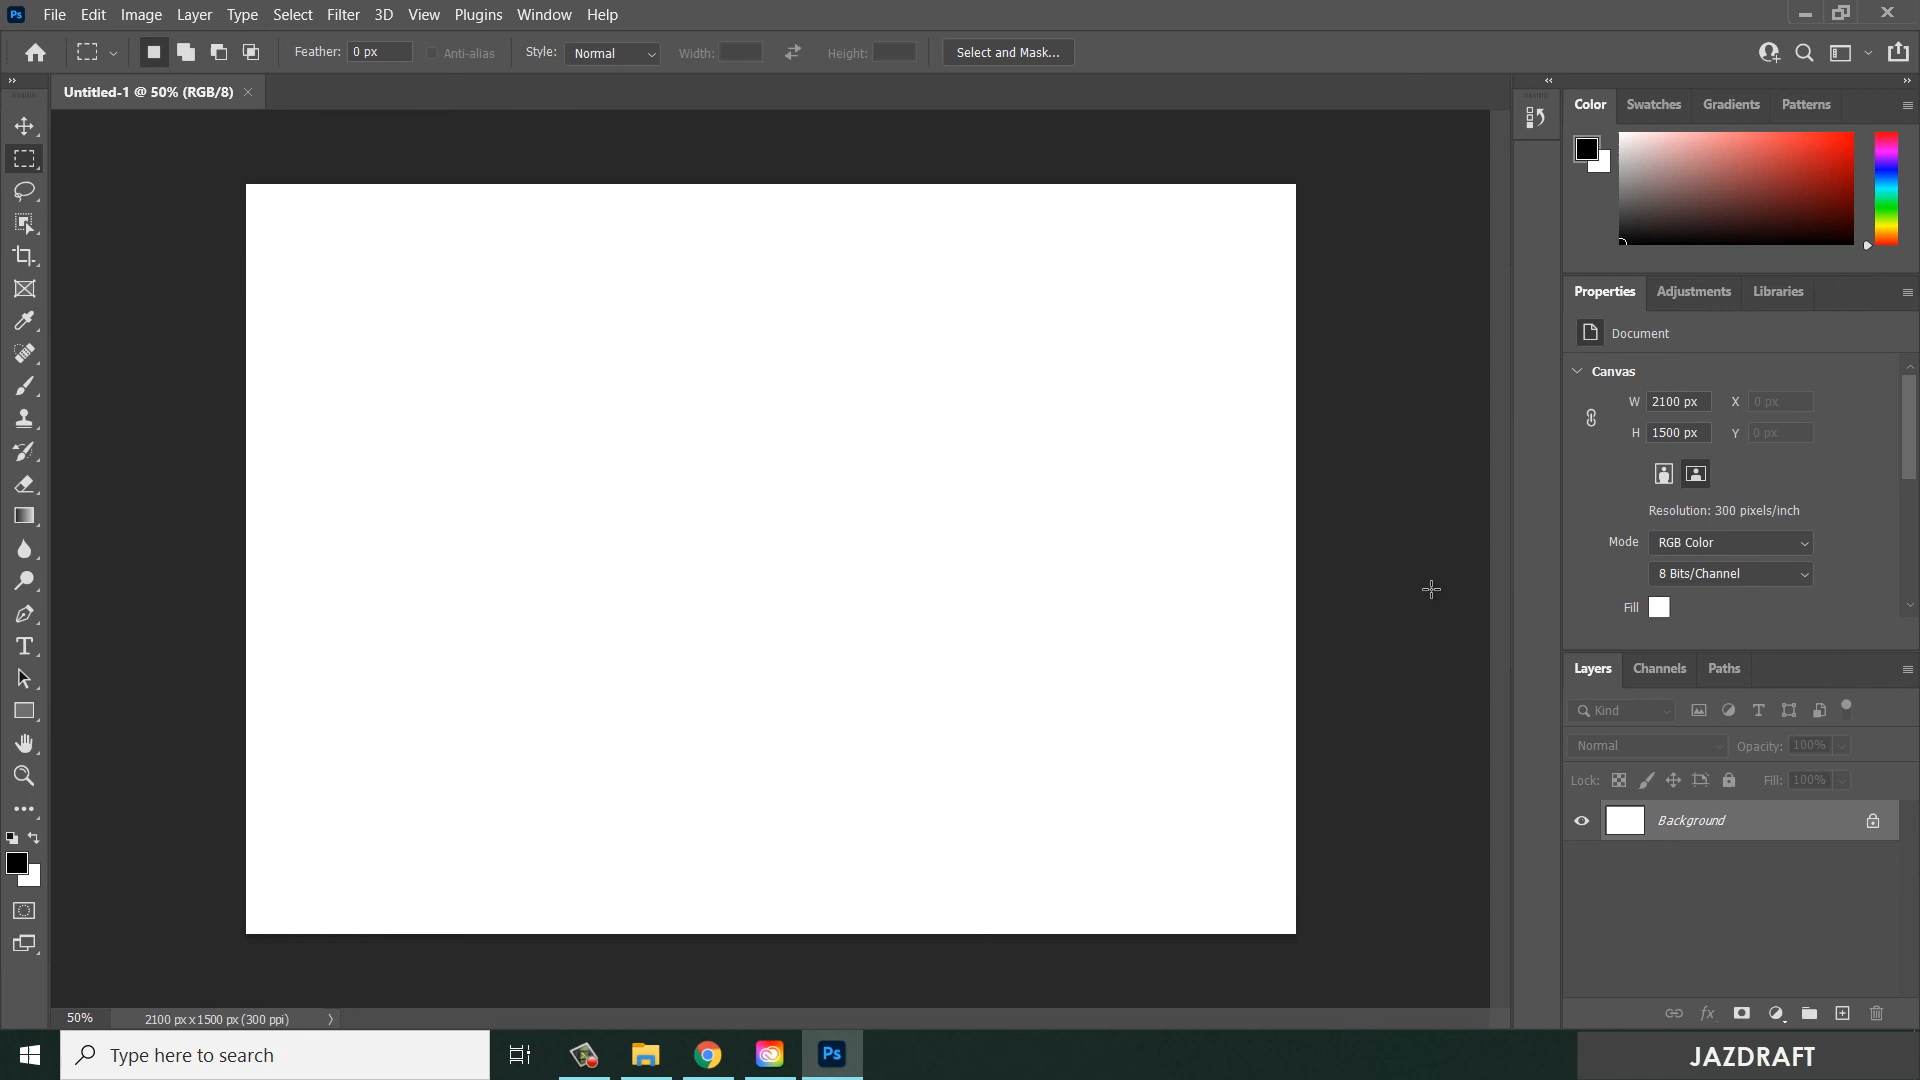 Ps File Edit Image Layer Type Select Filter 3D View Plugins Window Help
Feather: 0 px Anti-alias Style: Normal Width: Height: Select and Mask...
Untitled-1 @ 50% (RGB/8)
Color Swatches Gradients Patterns
Properties Adjustments Libraries
Document
Canvas
W 2100 px X 0 px
H 1500 px Y 0 px
Resolution: 300 pixels/inch
Mode RGB Color
8 Bits/Channel
Fill
Layers Channels Paths
Kind
Normal Opacity: 100%
Lock: Fill: 100%
Background
fx
50% 2100 px x 1500 px (300 ppi)
Type here to search Ps JAZDRAFT